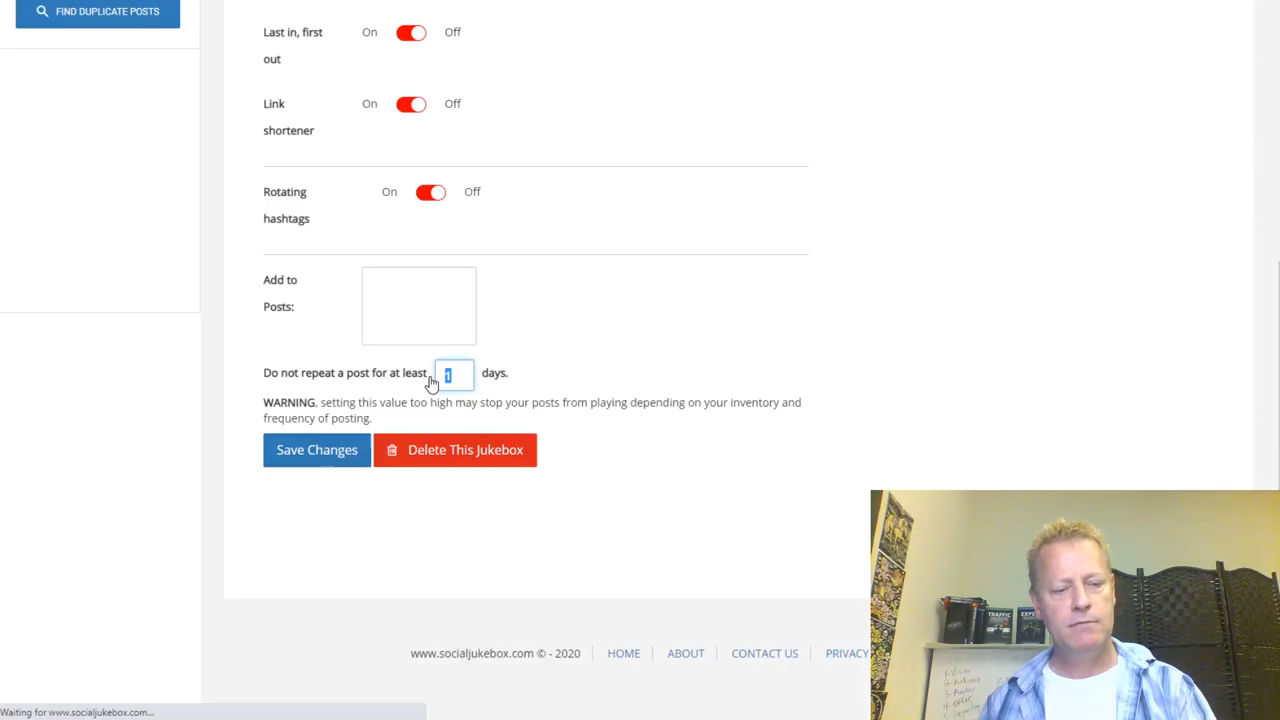 FIND DUPLICATE POSTS
Last in, first
out
On
Off
Link
shortener
On
Off
Rotating
hashtags
On
Off
Add to
Posts:
Do not repeat a post for at least 1 days.
WARNING, setting this value too high may stop your posts from playing depending on your inventory and
frequency of posting.
Save Changes
Delete This Jukebox
www.socialjukebox.com © - 2020
HOME
ABOUT
CONTACT US
PRIVACY
Waiting for www.socialjukebox.com...
TRAFFIC